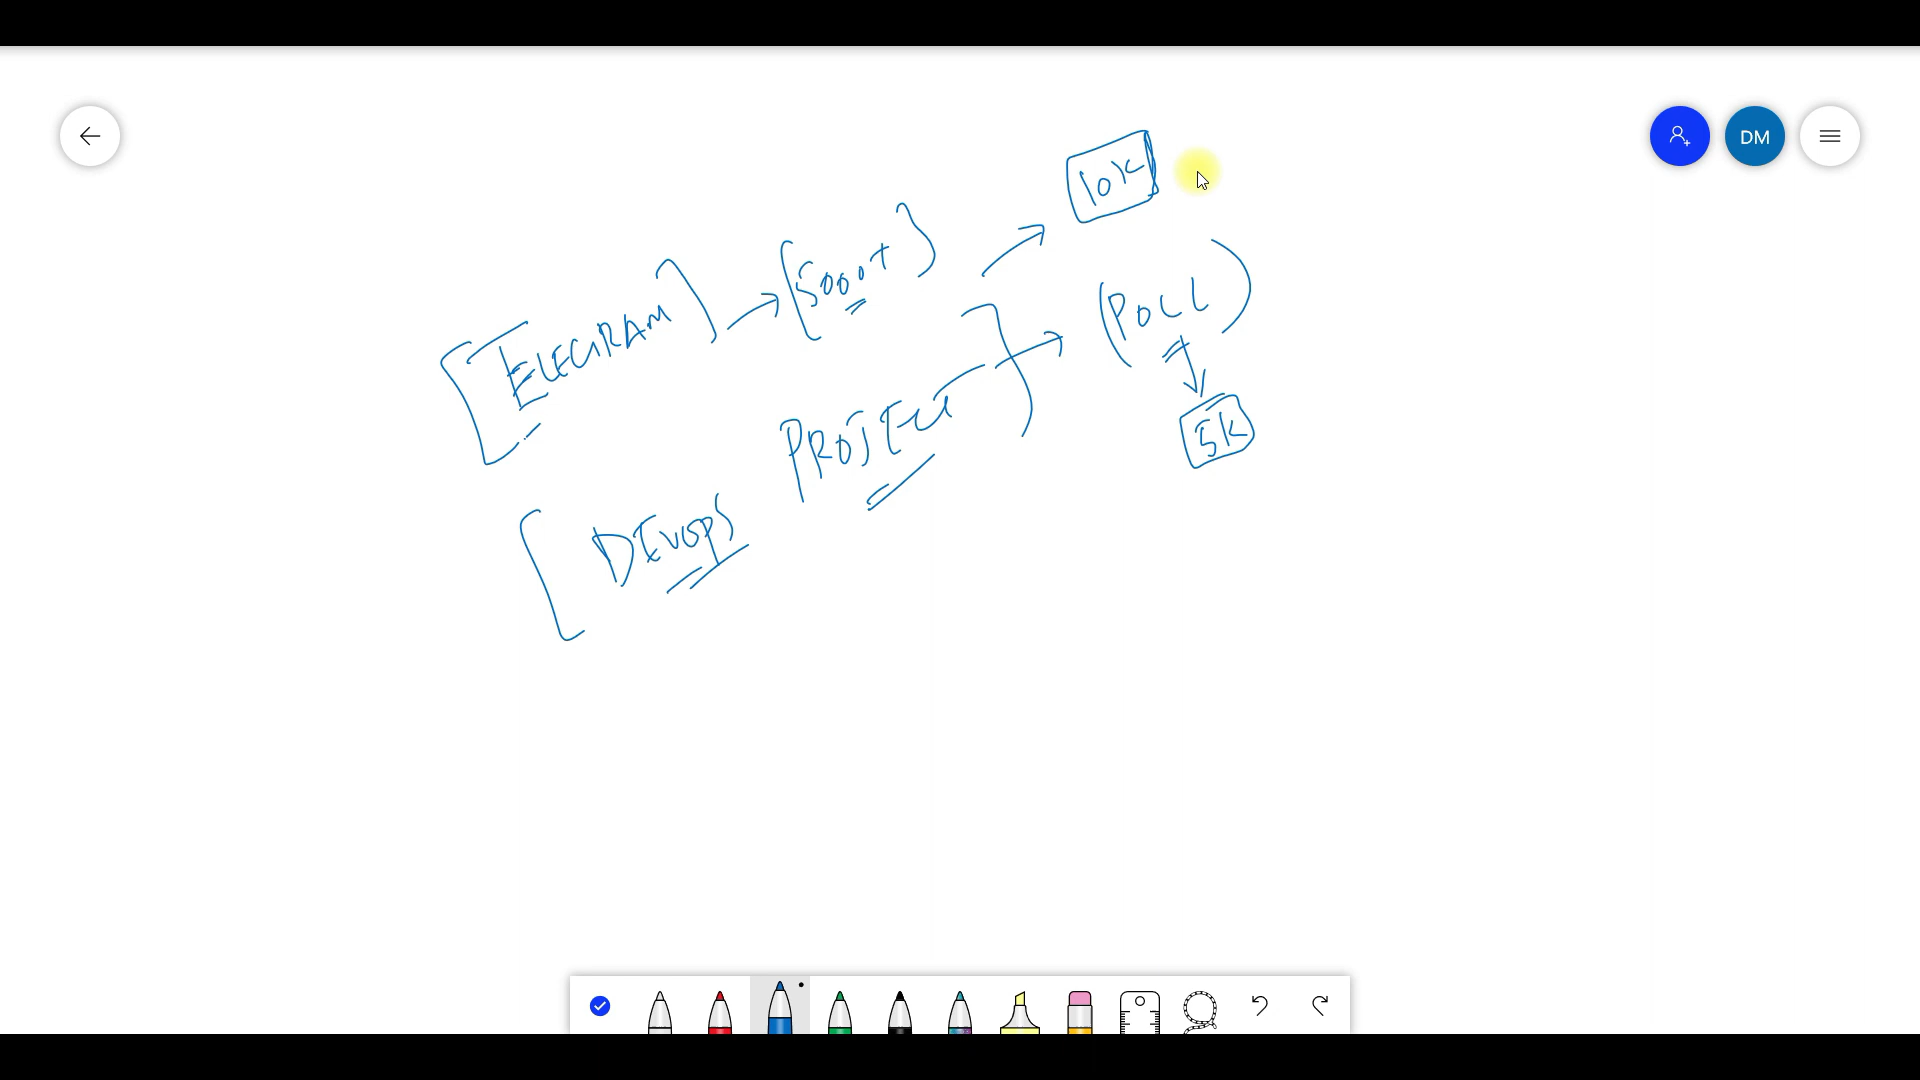 DM
[TELEGRAM] → [5000+] → 10K
[DEVOPS PROJECT] → (POLL)
5K